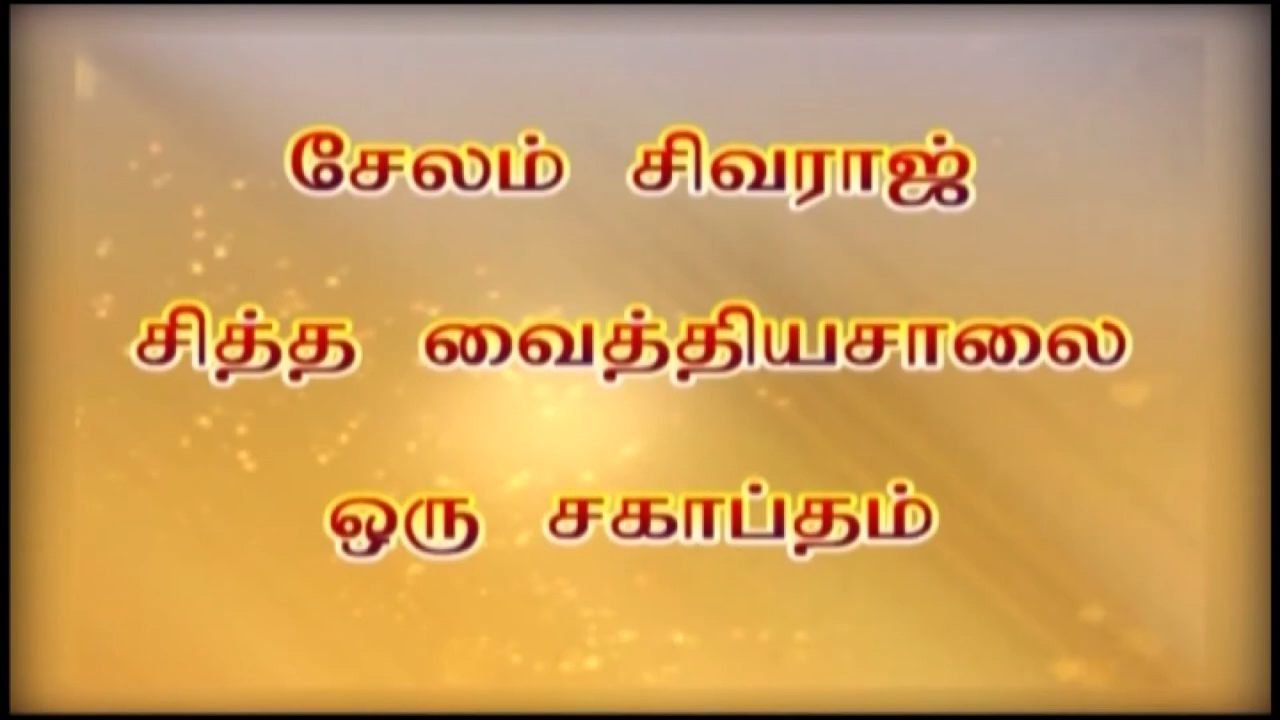 சேலம் சிவராஜ்
சித்த வைத்தியசாலை
ஒரு சகாப்தம்